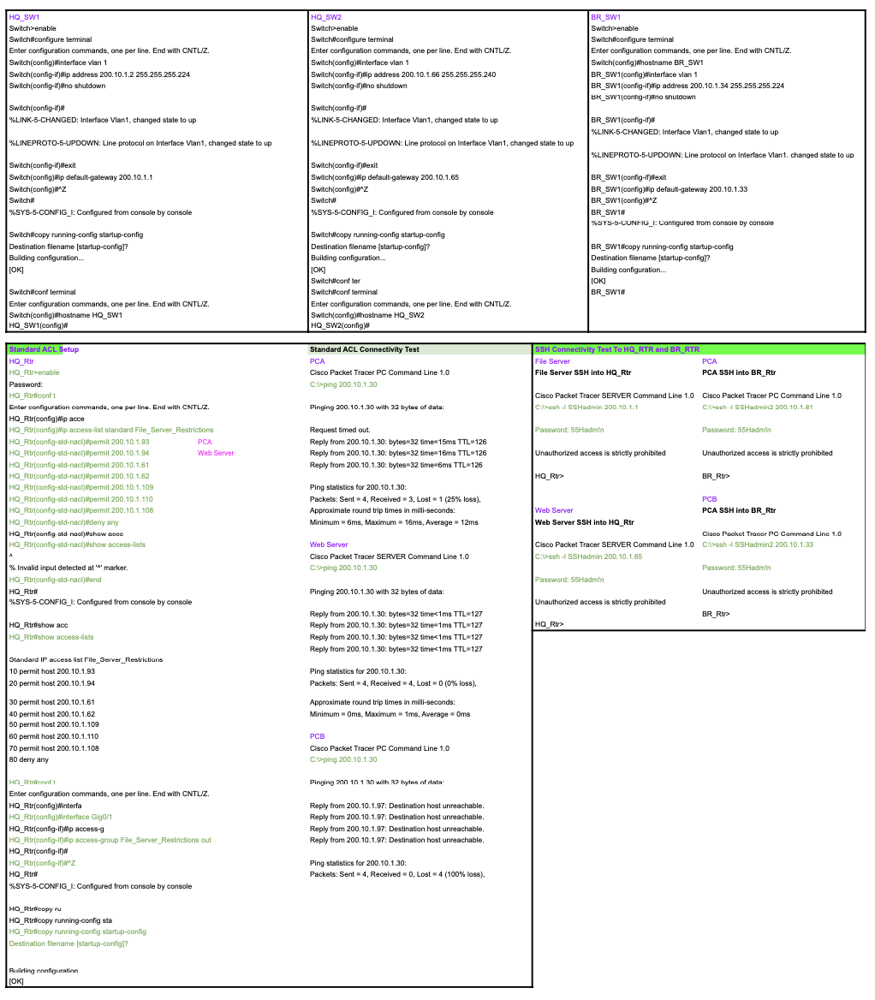 HQ_SW1
Switch>enable
Switch#configure terminal
Enter configuration commands, one per line. End with CNTL/Z.
Switch(config)#interface vlan 1
Switch(config-if)#ip address 200.10.1.2 255.255.255.224
Switch(config-if)#no shutdown
Switch(config-if)#
%LINK-5-CHANGED: Interface Vlan1, changed state to up
%LINEPROTO-5-UPDOWN: Line protocol on Interface Vlan1, changed state to up
Switch(config-if)#exit
Switch(config)#ip default-gateway 200.10.1.1
Switch(config)#^Z
Switch#
%SYS-5-CONFIG_I: Configured from console by console
Switch#copy running-config startup-config
Destination filename [startup-config]?
Building configuration...
[OK]
Switch#conf terminal
Enter configuration commands, one per line. End with CNTL/Z.
Switch(config)#hostname HQ_SW1
HQ_SW1(config)#
HQ_SW2
Switch>enable
Switch#configure terminal
Enter configuration commands, one per line. End with CNTL/Z.
Switch(config)#interface vlan 1
Switch(config-if)#ip address 200.10.1.66 255.255.255.240
Switch(config-if)#no shutdown
Switch(config-if)#
%LINK-5-CHANGED: Interface Vlan1, changed state to up
%LINEPROTO-5-UPDOWN: Line protocol on Interface Vlan1, changed state to up
Switch(config-if)#exit
Switch(config)#ip default-gateway 200.10.1.65
Switch(config)#^Z
Switch#
%SYS-5-CONFIG_I: Configured from console by console
Switch#copy running-config startup-config
Destination filename [startup-config]?
Building configuration...
[OK]
Switch#conf ter
Switch#conf terminal
Enter configuration commands, one per line. End with CNTL/Z.
Switch(config)#hostname HQ_SW2
HQ_SW2(config)#
BR_SW1
Switch>enable
Switch#configure terminal
Enter configuration commands, one per line. End with CNTL/Z.
Switch(config)#hostname BR_SW1
BR_SW1(config)#interface vlan 1
BR_SW1(config-if)#ip address 200.10.1.34 255.255.255.224
BR_SW1(config-if)#no shutdown
BR_SW1(config-if)#
%LINK-5-CHANGED: Interface Vlan1, changed state to up
%LINEPROTO-5-UPDOWN: Line protocol on Interface Vlan1. changed state to up
BR_SW1(config-if)#exit
BR_SW1(config)#ip default-gateway 200.10.1.33
BR_SW1(config)#^Z
BR_SW1#
%SYS-5-CONFIG_I: Configured from console by console
BR_SW1#copy running-config startup-config
Destination filename [startup-config]?
Building configuration...
[OK]
BR_SW1#
Standard ACL Setup
HQ_Rtr
HQ_Rtr>enable
Password:
HQ_Rtr#conf t
Enter configuration commands, one per line. End with CNTL/Z.
HQ_Rtr(config)#ip acce
HQ_Rtr(config)#ip access-list standard File_Server_Restrictions
HQ_Rtr(config-std-nacl)#permit 200.10.1.93 PCA
HQ_Rtr(config-std-nacl)#permit 200.10.1.94 Web Server
HQ_Rtr(config-std-nacl)#permit 200.10.1.61
HQ_Rtr(config-std-nacl)#permit 200.10.1.62
HQ_Rtr(config-std-nacl)#permit 200.10.1.109
HQ_Rtr(config-std-nacl)#permit 200.10.1.110
HQ_Rtr(config-std-nacl)#permit 200.10.1.108
HQ_Rtr(config-std-nacl)#deny any
HQ_Rtr(config-std-nacl)#show acce
HQ_Rtr(config-std-nacl)#show access-lists
^
% Invalid input detected at '^' marker.
HQ_Rtr(config-std-nacl)#end
HQ_Rtr#
%SYS-5-CONFIG_I: Configured from console by console
HQ_Rtr#show acc
HQ_Rtr#show access-lists
Standard IP access list File_Server_Restrictions
10 permit host 200.10.1.93
20 permit host 200.10.1.94
30 permit host 200.10.1.61
40 permit host 200.10.1.62
50 permit host 200.10.1.109
60 permit host 200.10.1.110
70 permit host 200.10.1.108
80 deny any
HQ_Rtr#conf t
Enter configuration commands, one per line. End with CNTL/Z.
HQ_Rtr(config)#interfa
HQ_Rtr(config)#interface Gig0/1
HQ_Rtr(config-if)#ip access-g
HQ_Rtr(config-if)#ip access-group File_Server_Restrictions out
HQ_Rtr(config-if)#
HQ_Rtr(config-if)#^Z
HQ_Rtr#
%SYS-5-CONFIG_I: Configured from console by console
HQ_Rtr#copy ru
HQ_Rtr#copy running-config sta
HQ_Rtr#copy running-config startup-config
Destination filename [startup-config]?
Building configuration
[OK]
Standard ACL Connectivity Test
PCA
Cisco Packet Tracer PC Command Line 1.0
C:\>ping 200.10.1.30
Pinging 200.10.1.30 with 32 bytes of data:
Request timed out.
Reply from 200.10.1.30: bytes=32 time=15ms TTL=126
Reply from 200.10.1.30: bytes=32 time=16ms TTL=126
Reply from 200.10.1.30: bytes=32 time=6ms TTL=126
Ping statistics for 200.10.1.30:
Packets: Sent = 4, Received = 3, Lost = 1 (25% loss),
Approximate round trip times in milli-seconds:
Minimum = 6ms, Maximum = 16ms, Average = 12ms
Web Server
Cisco Packet Tracer SERVER Command Line 1.0
C:\>ping 200.10.1.30
Pinging 200.10.1.30 with 32 bytes of data:
Reply from 200.10.1.30: bytes=32 time<1ms TTL=127
Reply from 200.10.1.30: bytes=32 time=1ms TTL=127
Reply from 200.10.1.30: bytes=32 time<1ms TTL=127
Reply from 200.10.1.30: bytes=32 time<1ms TTL=127
Ping statistics for 200.10.1.30:
Packets: Sent = 4, Received = 4, Lost = 0 (0% loss),
Approximate round trip times in milli-seconds:
Minimum = 0ms, Maximum = 1ms, Average = 0ms
PCB
Cisco Packet Tracer PC Command Line 1.0
C:\>ping 200.10.1.30
Pinging 200.10.1.30 with 32 bytes of data:
Reply from 200.10.1.97: Destination host unreachable.
Reply from 200.10.1.97: Destination host unreachable.
Reply from 200.10.1.97: Destination host unreachable.
Reply from 200.10.1.97: Destination host unreachable.
Ping statistics for 200.10.1.30:
Packets: Sent = 4, Received = 0, Lost = 4 (100% loss),
SSH Connectivity Test To HQ_RTR and BR_RTR
File Server
File Server SSH into HQ_Rtr
Cisco Packet Tracer SERVER Command Line 1.0
C:\>ssh -l SSHadmin 200.10.1.1
Password: 55Hadm!n
Unauthorized access is strictly prohibited
HQ_Rtr>
Web Server
Web Server SSH into HQ_Rtr
Cisco Packet Tracer SERVER Command Line 1.0
C:\>ssh -l SSHadmin 200.10.1.65
Password: 55Hadm!n
Unauthorized access is strictly prohibited
HQ_Rtr>
PCA
PCA SSH into BR_Rtr
Cisco Packet Tracer PC Command Line 1.0
C:\>ssh -l SSHadmin2 200.10.1.81
Password: 55Hadm!n
Unauthorized access is strictly prohibited
BR_Rtr>
PCB
PCA SSH into BR_Rtr
Cisco Packet Tracer PC Command Line 1.0
C:\>ssh -l SSHadmin2 200.10.1.33
Password: 55Hadm!n
Unauthorized access is strictly prohibited
BR_Rtr>